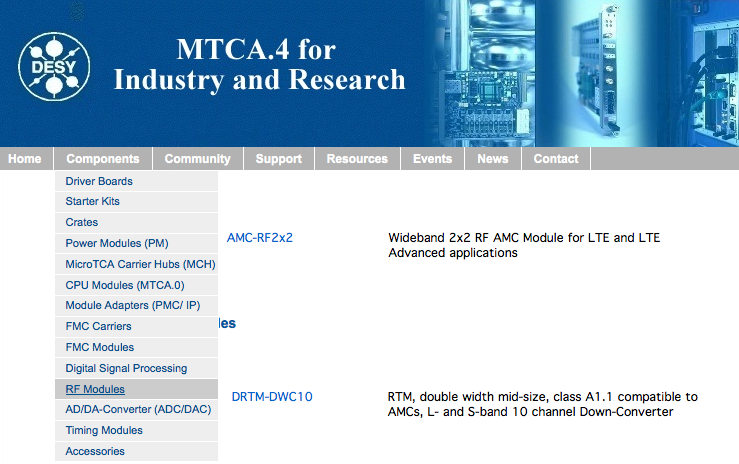 DESY
MTCA.4 for
Industry and Research
Home Components Community Support Resources Events News Contact
Driver Boards
Starter Kits
Crates
Power Modules (PM)
MicroTCA Carrier Hubs (MCH)
CPU Modules (MTCA.0)
Module Adapters (PMC/ IP)
FMC Carriers
FMC Modules
Digital Signal Processing
RF Modules
AD/DA-Converter (ADC/DAC)
Timing Modules
Accessories
AMC-RF2x2
Wideband 2x2 RF AMC Module for LTE and LTE
Advanced applications
les
DRTM-DWC10
RTM, double width mid-size, class A1.1 compatible to
AMCs, L- and S-band 10 channel Down-Converter